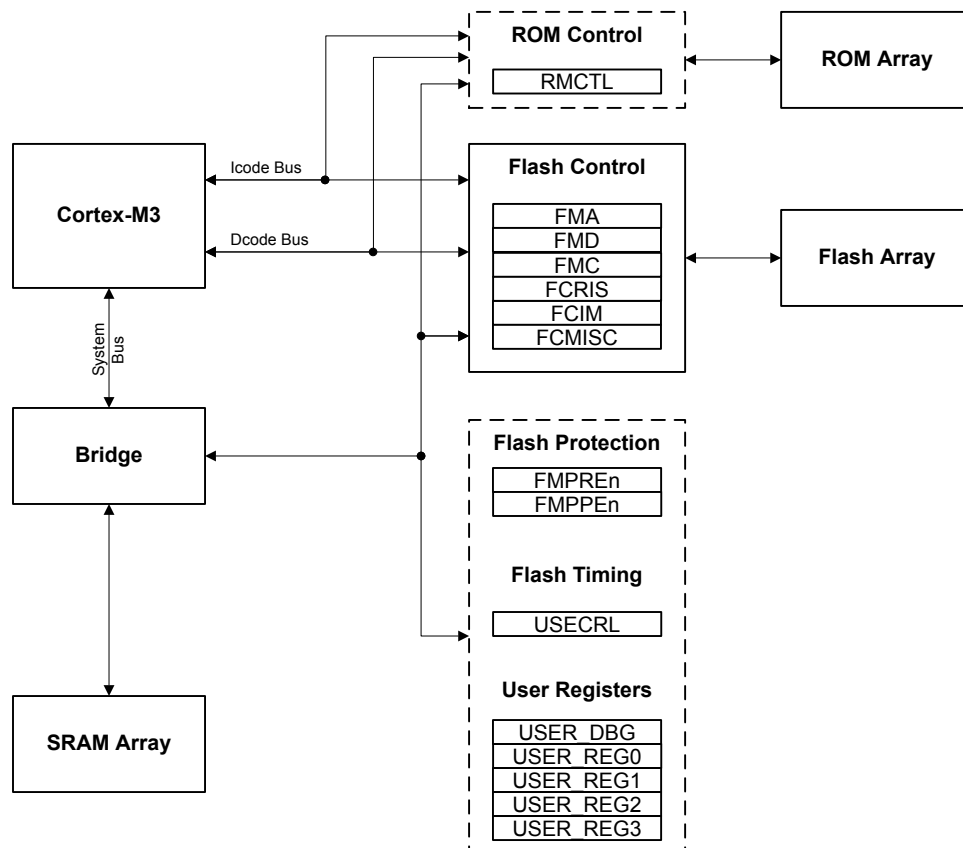 ROM Control
RMCTL
ROM Array
Cortex-M3
Icode Bus
Dcode Bus
Flash Control
FMA
FMD
FMC
FCRIS
FCIM
FCMISC
Flash Array
System
Bus
Bridge
Flash Protection
FMPREn
FMPPEn
Flash Timing
USECRL
User Registers
USER_DBG
USER_REG0
USER_REG1
USER_REG2
USER_REG3
SRAM Array